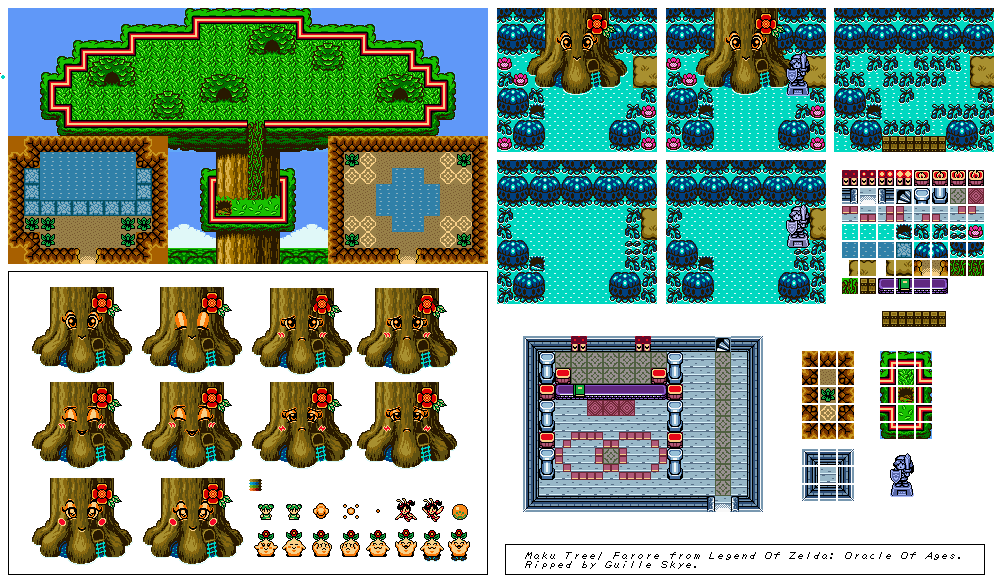 Maku Tree/ Farore from Legend Of Zelda: Oracle Of Ages.
Ripped by Guille Skye.